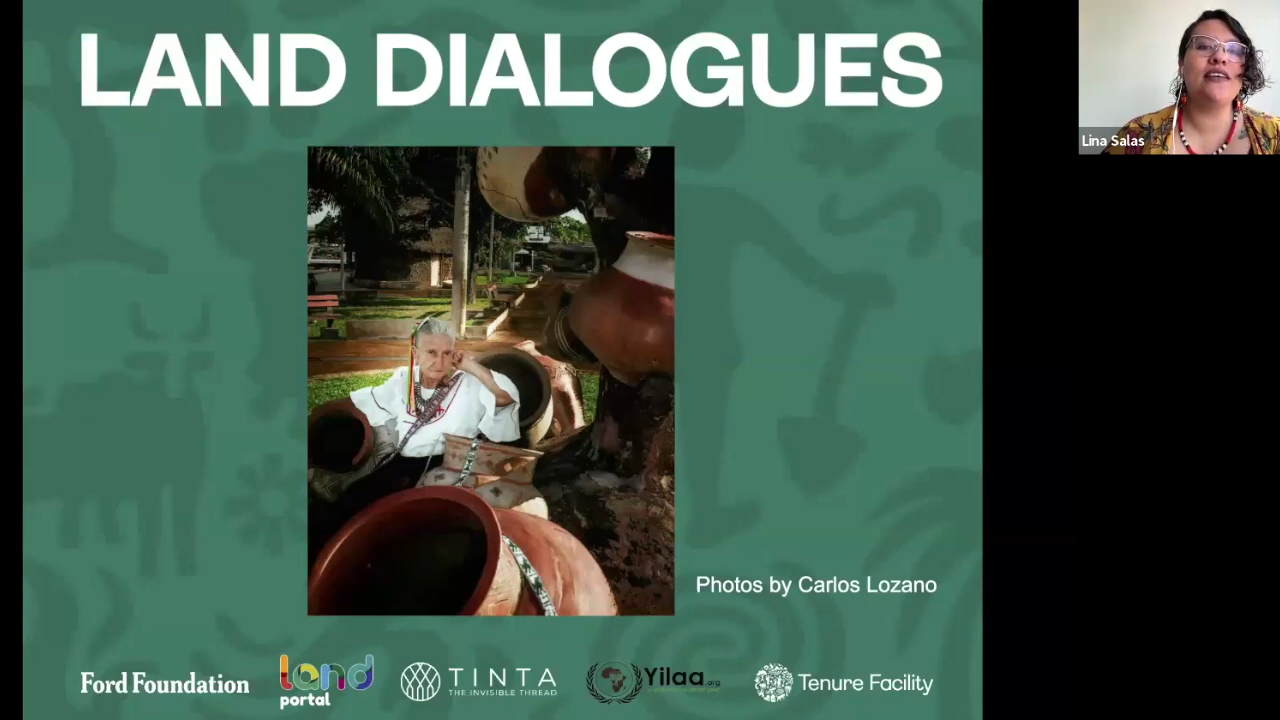 LAND DIALOGUES
Lina Salas
Photos by Carlos Lozano
Ford Foundation
land
portal
TINTA
THE INVISIBLE THREAD
Yilaa.org
Tenure Facility